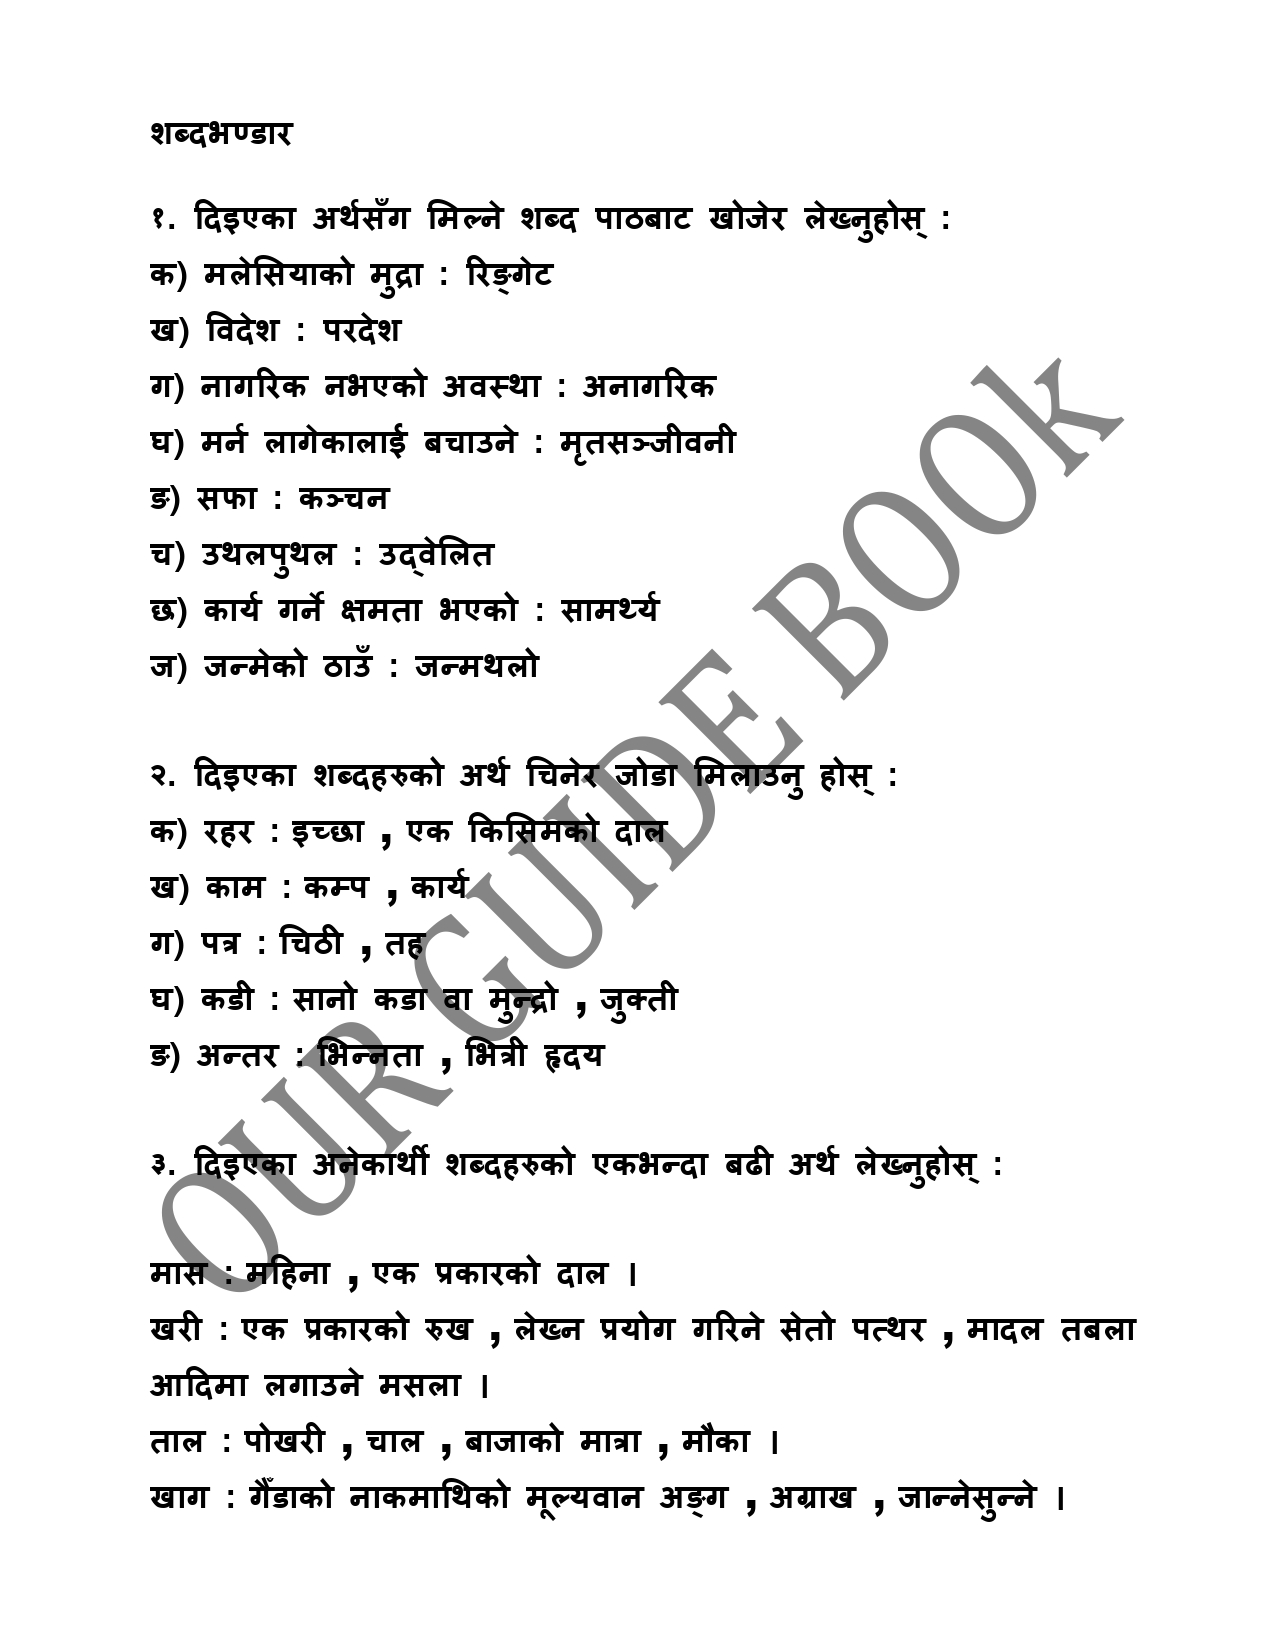 शब्दभण्डार
१. दिइएका अर्थसँग मिल्ने शब्द पाठबाट खोजेर लेख्नुहोस् :
क) मलेसियाको मुद्रा : रिङ्गेट
ख) विदेश : परदेश
ग) नागरिक नभएको अवस्था : अनागरिक
घ) मर्न लागेकालाई बचाउने : मृतसञ्जीवनी
ङ) सफा : कञ्चन
च) उथलपुथल : उद्वेलित
छ) कार्य गर्ने क्षमता भएको : सामर्थ्य
ज) जन्मेको ठाउँ : जन्मथलो
२. दिइएका शब्दहरुको अर्थ चिनेर जोडा मिलाउनु होस् :
क) रहर : इच्छा , एक किसिमको दाल
ख) काम : कम्प , कार्य
ग) पत्र : चिठी , तह
घ) कडी : सानो कडा वा मुन्द्रो , जुक्ती
ङ) अन्तर : भिन्नता , भित्री हृदय
३. दिइएका अनेकार्थी शब्दहरुको एकभन्दा बढी अर्थ लेख्नुहोस् :
मास : महिना , एक प्रकारको दाल ।
खरी : एक प्रकारको रुख , लेख्न प्रयोग गरिने सेतो पत्थर , मादल तबला
आदिमा लगाउने मसला ।
ताल : पोखरी , चाल , बाजाको मात्रा , मौका ।
खाग : गैँडाको नाकमाथिको मूल्यवान अङ्ग , अग्राख , जान्नेसुन्ने ।
OUR GUIDE BOOk